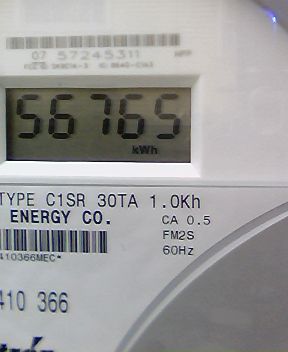 07 57245311
56765
kWh
TYPE C1SR 30TA 1.0Kh
ENERGY CO.
CA 0.5
FM2S
60Hz
410366MEC*
410 366